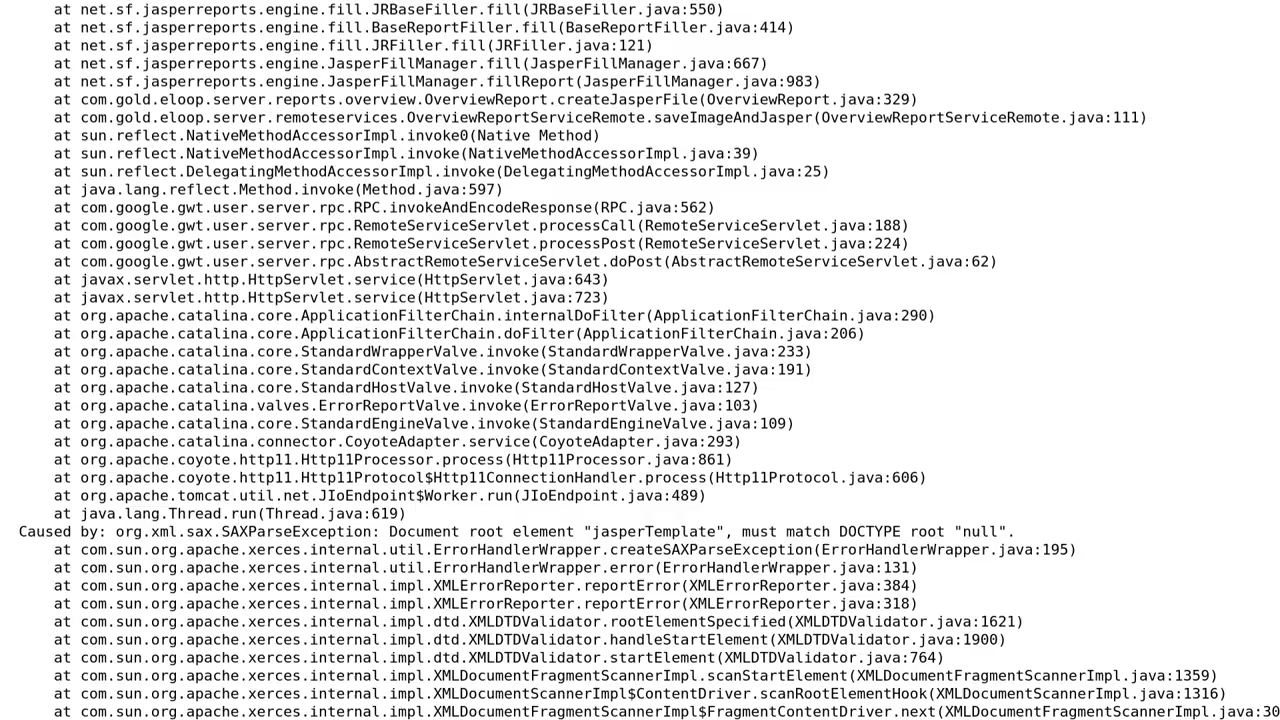 at net.sf.jasperreports.engine.fill.JRBaseFiller.fill(JRBaseFiller.java:550)
at net.sf.jasperreports.engine.fill.BaseReportFiller.fill(BaseReportFiller.java:414)
at net.sf.jasperreports.engine.fill.JRFiller.fill(JRFiller.java:121)
at net.sf.jasperreports.engine.JasperFillManager.fill(JasperFillManager.java:667)
at net.sf.jasperreports.engine.JasperFillManager.fillReport(JasperFillManager.java:983)
at com.gold.eloop.server.reports.overview.OverviewReport.createJasperFile(OverviewReport.java:329)
at com.gold.eloop.server.remoteservices.OverviewReportServiceRemote.saveImageAndJasper(OverviewReportServiceRemote.java:111)
at sun.reflect.NativeMethodAccessorImpl.invoke0(Native Method)
at sun.reflect.NativeMethodAccessorImpl.invoke(NativeMethodAccessorImpl.java:39)
at sun.reflect.DelegatingMethodAccessorImpl.invoke(DelegatingMethodAccessorImpl.java:25)
at java.lang.reflect.Method.invoke(Method.java:597)
at com.google.gwt.user.server.rpc.RPC.invokeAndEncodeResponse(RPC.java:562)
at com.google.gwt.user.server.rpc.RemoteServiceServlet.processCall(RemoteServiceServlet.java:188)
at com.google.gwt.user.server.rpc.RemoteServiceServlet.processPost(RemoteServiceServlet.java:224)
at com.google.gwt.user.server.rpc.AbstractRemoteServiceServlet.doPost(AbstractRemoteServiceServlet.java:62)
at javax.servlet.http.HttpServlet.service(HttpServlet.java:643)
at javax.servlet.http.HttpServlet.service(HttpServlet.java:723)
at org.apache.catalina.core.ApplicationFilterChain.internalDoFilter(ApplicationFilterChain.java:290)
at org.apache.catalina.core.ApplicationFilterChain.doFilter(ApplicationFilterChain.java:206)
at org.apache.catalina.core.StandardWrapperValve.invoke(StandardWrapperValve.java:233)
at org.apache.catalina.core.StandardContextValve.invoke(StandardContextValve.java:191)
at org.apache.catalina.core.StandardHostValve.invoke(StandardHostValve.java:127)
at org.apache.catalina.valves.ErrorReportValve.invoke(ErrorReportValve.java:103)
at org.apache.catalina.core.StandardEngineValve.invoke(StandardEngineValve.java:109)
at org.apache.catalina.connector.CoyoteAdapter.service(CoyoteAdapter.java:293)
at org.apache.coyote.http11.Http11Processor.process(Http11Processor.java:861)
at org.apache.coyote.http11.Http11Protocol$Http11ConnectionHandler.process(Http11Protocol.java:606)
at org.apache.tomcat.util.net.JIoEndpoint$Worker.run(JIoEndpoint.java:489)
at java.lang.Thread.run(Thread.java:619)
Caused by: org.xml.sax.SAXParseException: Document root element "jasperTemplate", must match DOCTYPE root "null".
at com.sun.org.apache.xerces.internal.util.ErrorHandlerWrapper.createSAXParseException(ErrorHandlerWrapper.java:195)
at com.sun.org.apache.xerces.internal.util.ErrorHandlerWrapper.error(ErrorHandlerWrapper.java:131)
at com.sun.org.apache.xerces.internal.impl.XMLErrorReporter.reportError(XMLErrorReporter.java:384)
at com.sun.org.apache.xerces.internal.impl.XMLErrorReporter.reportError(XMLErrorReporter.java:318)
at com.sun.org.apache.xerces.internal.impl.dtd.XMLDTDValidator.rootElementSpecified(XMLDTDValidator.java:1621)
at com.sun.org.apache.xerces.internal.impl.dtd.XMLDTDValidator.handleStartElement(XMLDTDValidator.java:1900)
at com.sun.org.apache.xerces.internal.impl.dtd.XMLDTDValidator.startElement(XMLDTDValidator.java:764)
at com.sun.org.apache.xerces.internal.impl.XMLDocumentFragmentScannerImpl.scanStartElement(XMLDocumentFragmentScannerImpl.java:1359)
at com.sun.org.apache.xerces.internal.impl.XMLDocumentScannerImpl$ContentDriver.scanRootElementHook(XMLDocumentScannerImpl.java:1316)
at com.sun.org.apache.xerces.internal.impl.XMLDocumentFragmentScannerImpl$FragmentContentDriver.next(XMLDocumentFragmentScannerImpl.java:30